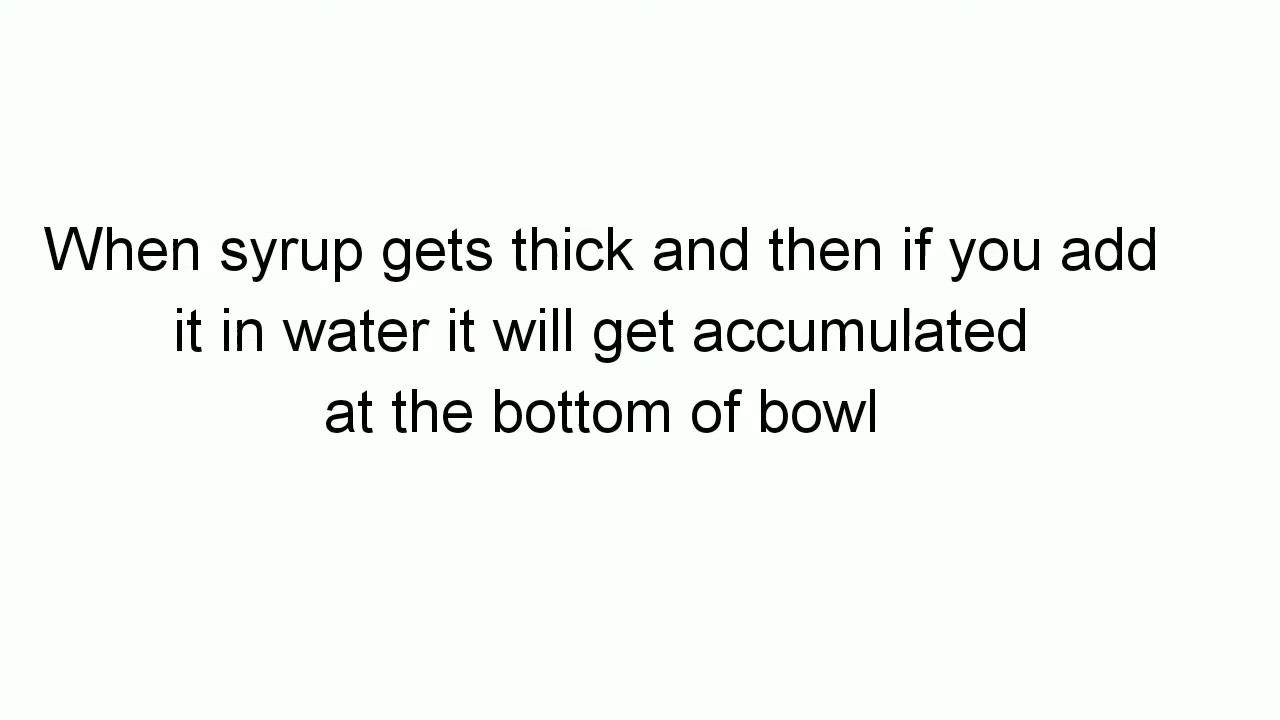 When syrup gets thick and then if you add
it in water it will get accumulated
at the bottom of bowl